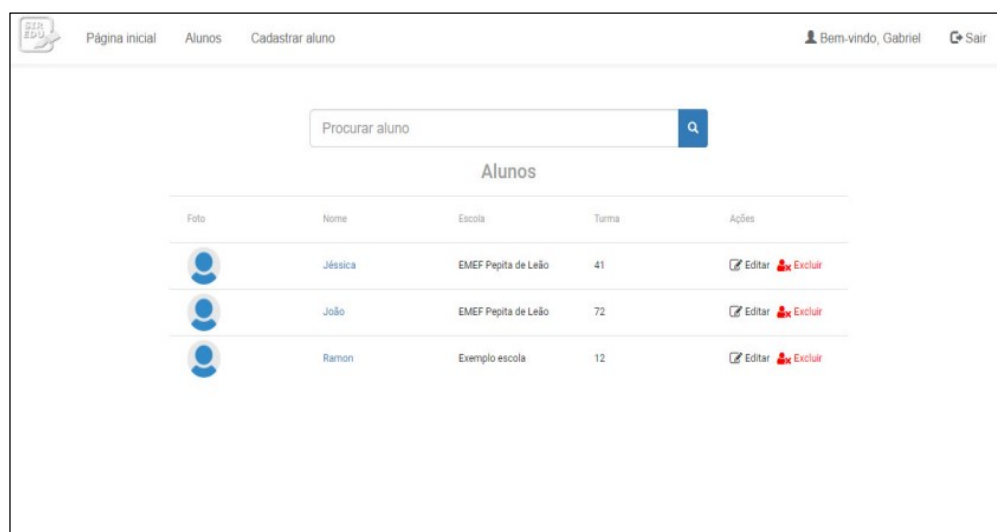 SIR
EDU
Página inicial Alunos Cadastrar aluno Bem-vindo, Gabriel Sair
Procurar aluno
Alunos
Foto Nome Escola Turma Ações
Jéssica EMEF Pepita de Leão 41 Editar Excluir
João EMEF Pepita de Leão 72 Editar Excluir
Ramon Exemplo escola 12 Editar Excluir